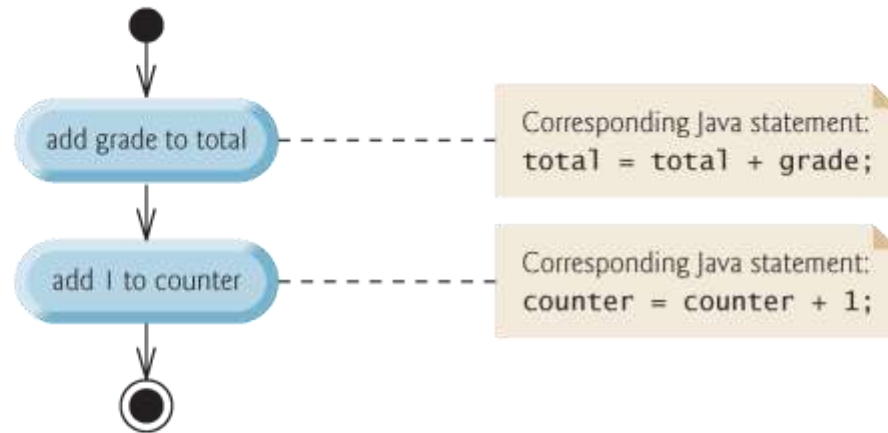 add grade to total
Corresponding Java statement:
total = total + grade;
add 1 to counter
Corresponding Java statement:
counter = counter + 1;